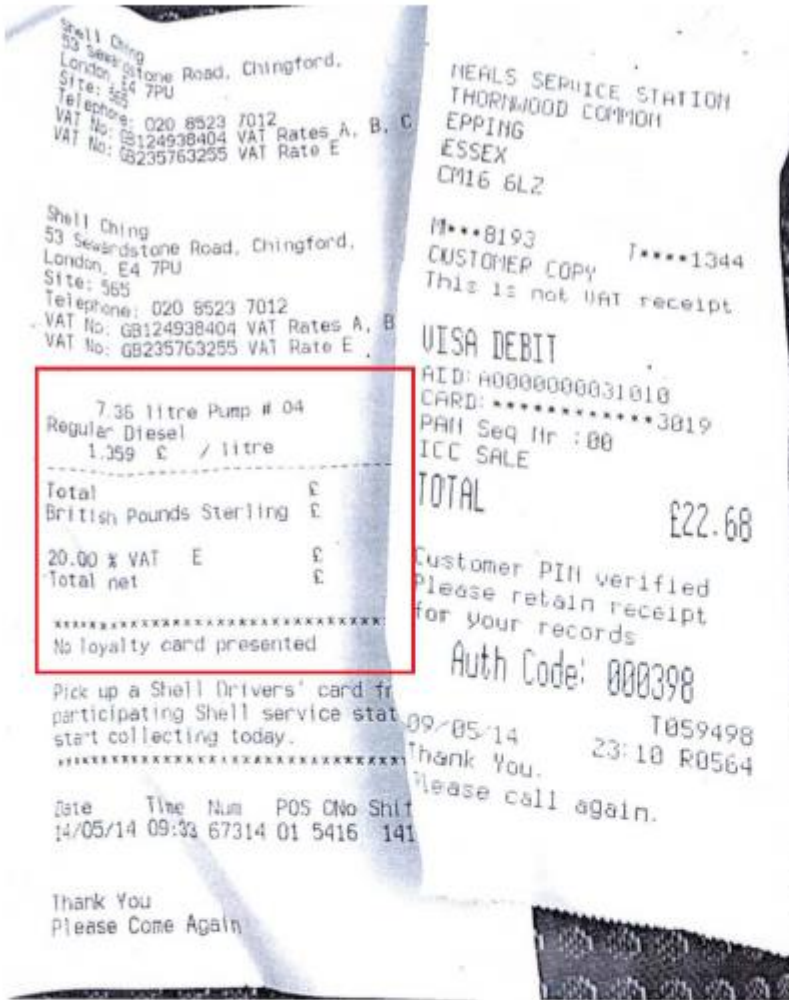 Shell Ching
53 Sewardstone Road, Chingford,
London, E4 7PU
Site: 565
Telephone: 020 8523 7012
VAT No: GB124938404 VAT Rates A, B, C
VAT No: GB235763255 VAT Rate E
Shell Ching
53 Sewardstone Road, Chingford,
London, E4 7PU
Site: 565
Telephone: 020 8523 7012
VAT No: GB124938404 VAT Rates A, B
VAT No: GB235763255 VAT Rate E
7.36 litre Pump # 04
Regular Diesel
1.359 £ / litre
Total £
British Pounds Sterling £
20.00 % VAT E £
Total net £
No loyalty card presented
Pick up a Shell Drivers' card fr
participating Shell service stat
start collecting today.
Date Time Num POS CNo Shif
14/05/14 09:33 67314 01 5416 141
Thank You
Please Come Again
NEALS SERVICE STATION
THORNWOOD COMMON
EPPING
ESSEX
CM16 6LZ
M***8193 T****1344
CUSTOMER COPY
This is not VAT receipt
VISA DEBIT
AID: A0000000031010
CARD: ************3019
PAN Seq Nr :00
ICC SALE
TOTAL £22.68
Customer PIN verified
Please retain receipt
for your records
Auth Code: 000398
09/05/14 T059498
23:10 R0564
Thank You.
Please call again.